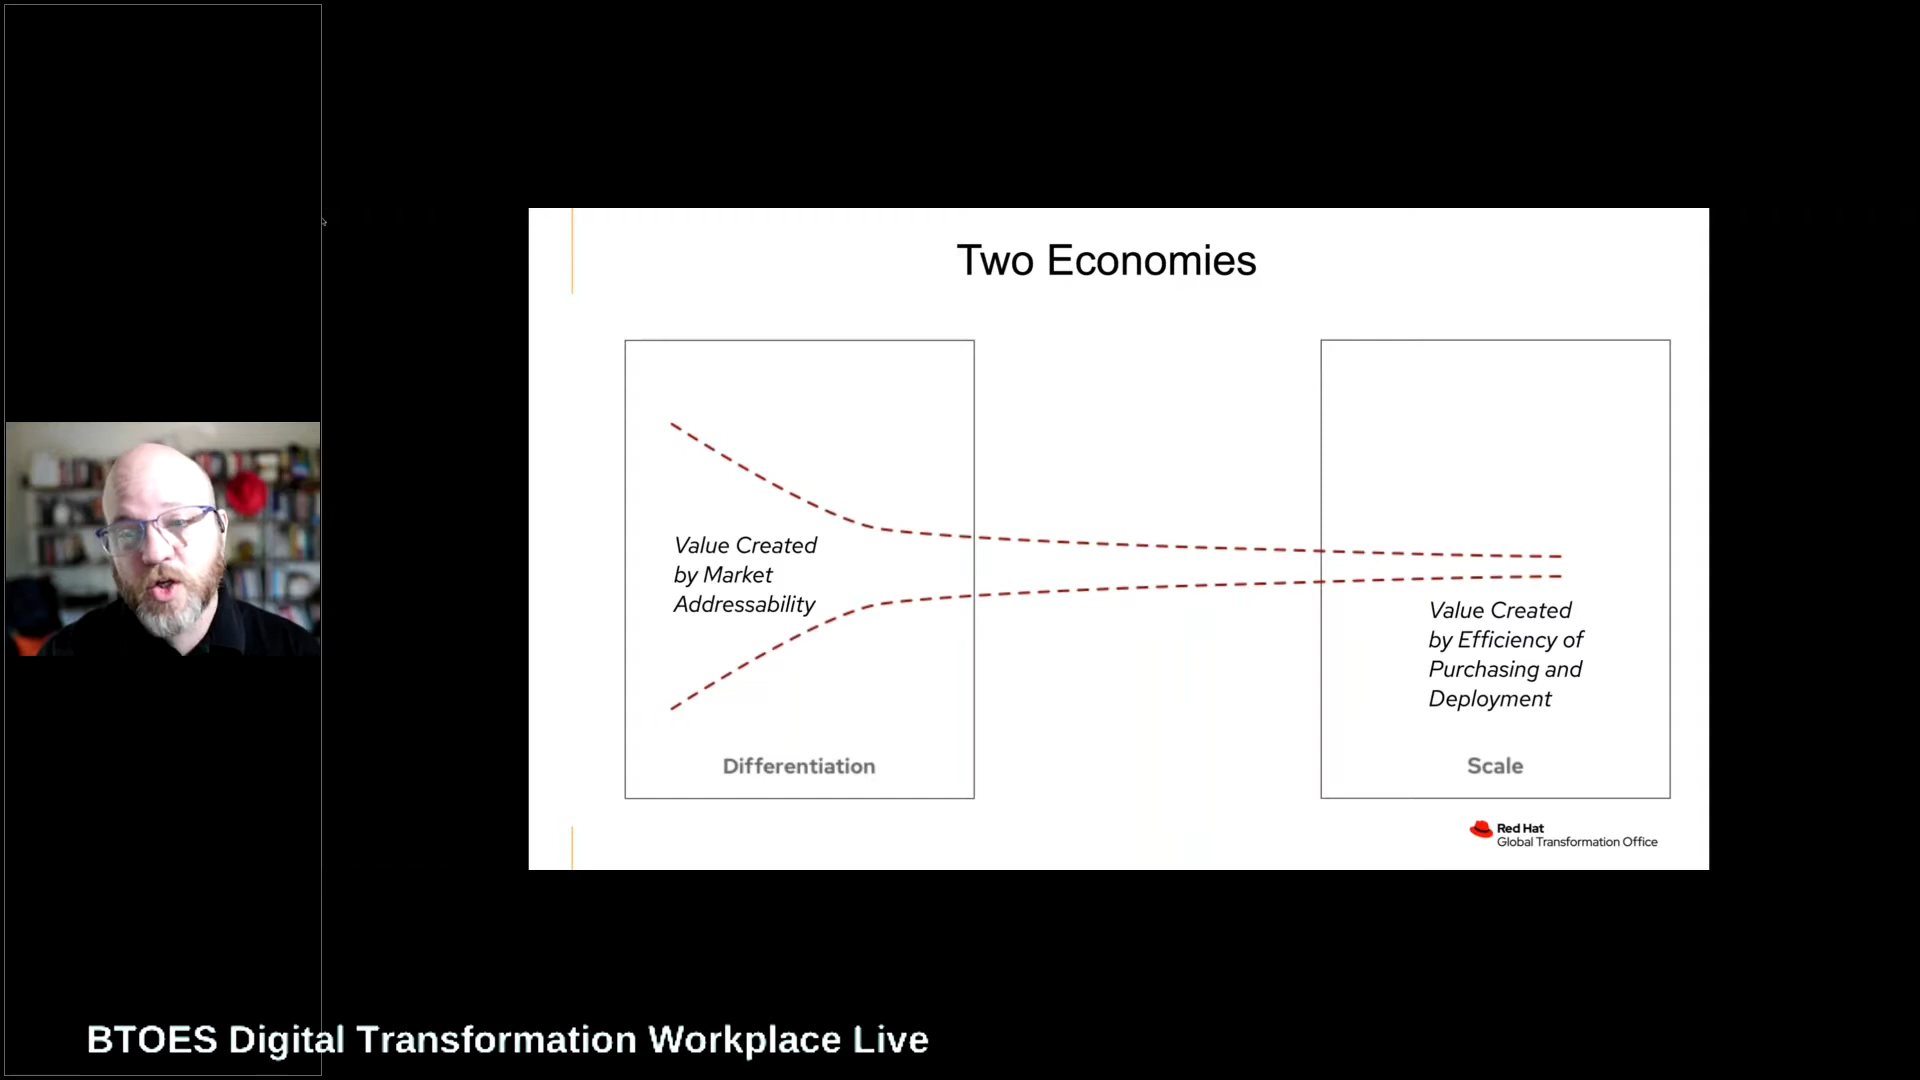 Two Economies
Value Created
by Market
Addressability
Value Created
by Efficiency of
Purchasing and
Deployment
Differentiation
Scale
Red Hat
Global Transformation Office
BTOES Digital Transformation Workplace Live